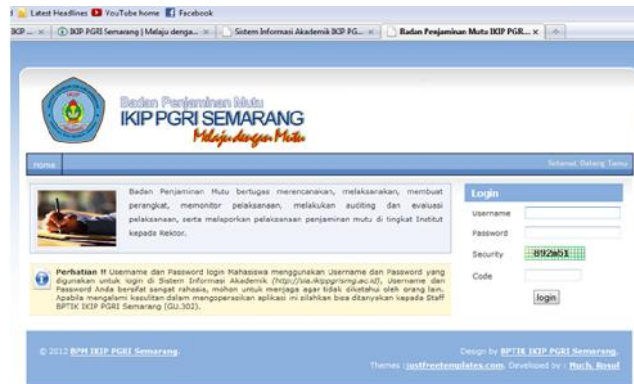 Latest Headlines YouTube home Facebook
IKIP PGRI Semarang | Melaju denga... Sistem Informasi Akademik IKIP PG... Badan Penjaminan Mutu IKIP PGR...
Badan Penjaminan Mutu
IKIP PGRI SEMARANG
Melaju dengan Mutu
Home Selamat Datang Tamu
Badan Penjaminan Mutu bertugas merencanakan, melaksanakan, membuat
perangkat, memonitor pelaksanaan, melakukan auditing dan evaluasi
pelaksanaan, serta melaporkan pelaksanaan penjaminan mutu di tingkat Institut
kepada Rektor.
Login
Username
Password
Security 892m51
Code
login
Perhatian !! Username dan Password login Mahasiswa menggunakan Username dan Password yang
digunakan untuk login di Sistem Informasi Akademik (http://sia.ikippgrismg.ac.id), Username dan
Password Anda bersifat sangat rahasia, mohon untuk menjaga agar tidak diketahui oleh orang lain.
Apabila mengalami kesulitan dalam mengoperasikan aplikasi ini silahkan bisa ditanyakan kepada Staff
BPTIK IKIP PGRI Semarang (GU.302).
© 2012 BPM IKIP PGRI Semarang.
Design by BPTIK IKIP PGRI Semarang.
Themes : justfreetemplates.com. Developed by : Much. Rosul